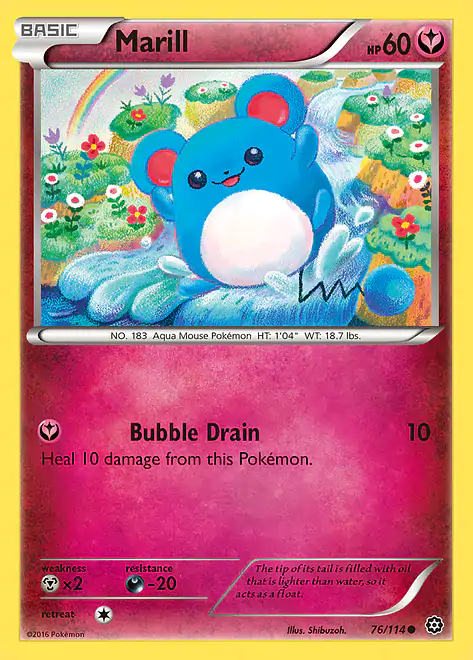 BASIC
Marill
HP60
NO. 183 Aqua Mouse Pokémon HT: 1'04" WT: 18.7 lbs.
Bubble Drain 10
Heal 10 damage from this Pokémon.
weakness resistance
×2 -20
retreat
The tip of its tail is filled with oil
that is lighter than water, so it
acts as a float.
©2016 Pokémon Illus. Shibuzoh. 76/114